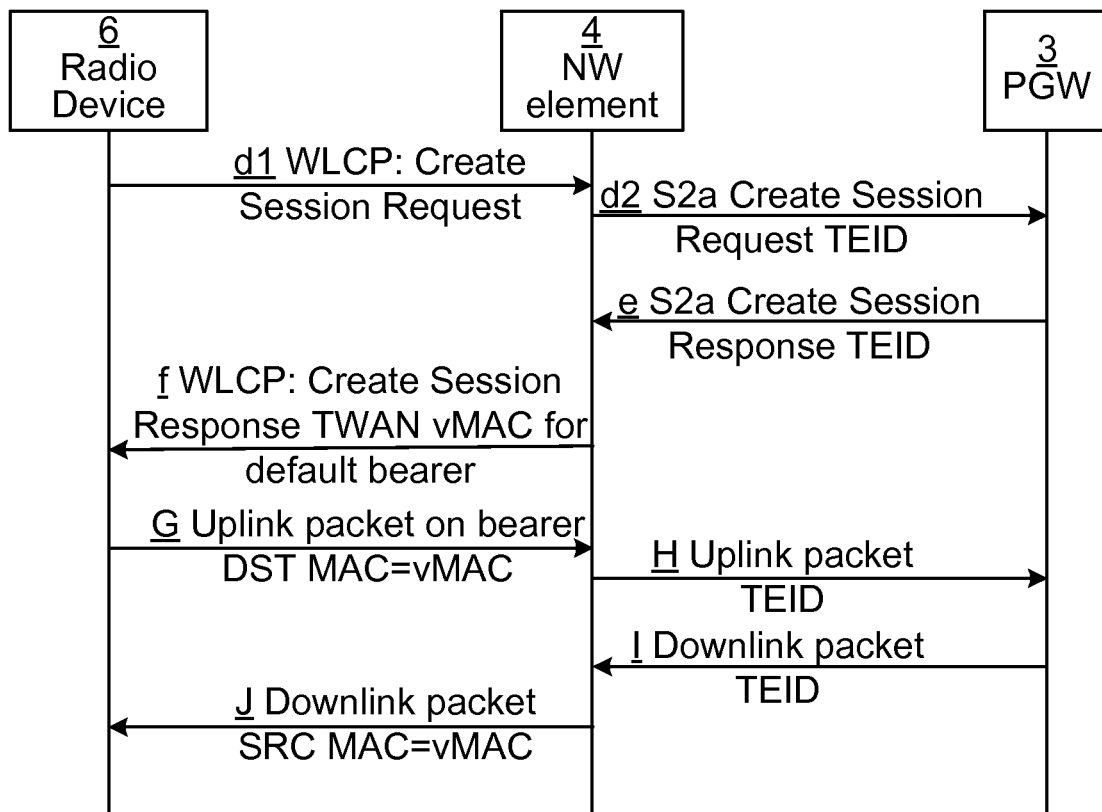 6
Radio
Device
4
NW
element
3
PGW
d1 WLCP: Create
Session Request
d2 S2a Create Session
Request TEID
e S2a Create Session
Response TEID
f WLCP: Create Session
Response TWAN vMAC for
default bearer
G Uplink packet on bearer
DST MAC=vMAC
H Uplink packet
TEID
I Downlink packet
TEID
J Downlink packet
SRC MAC=vMAC